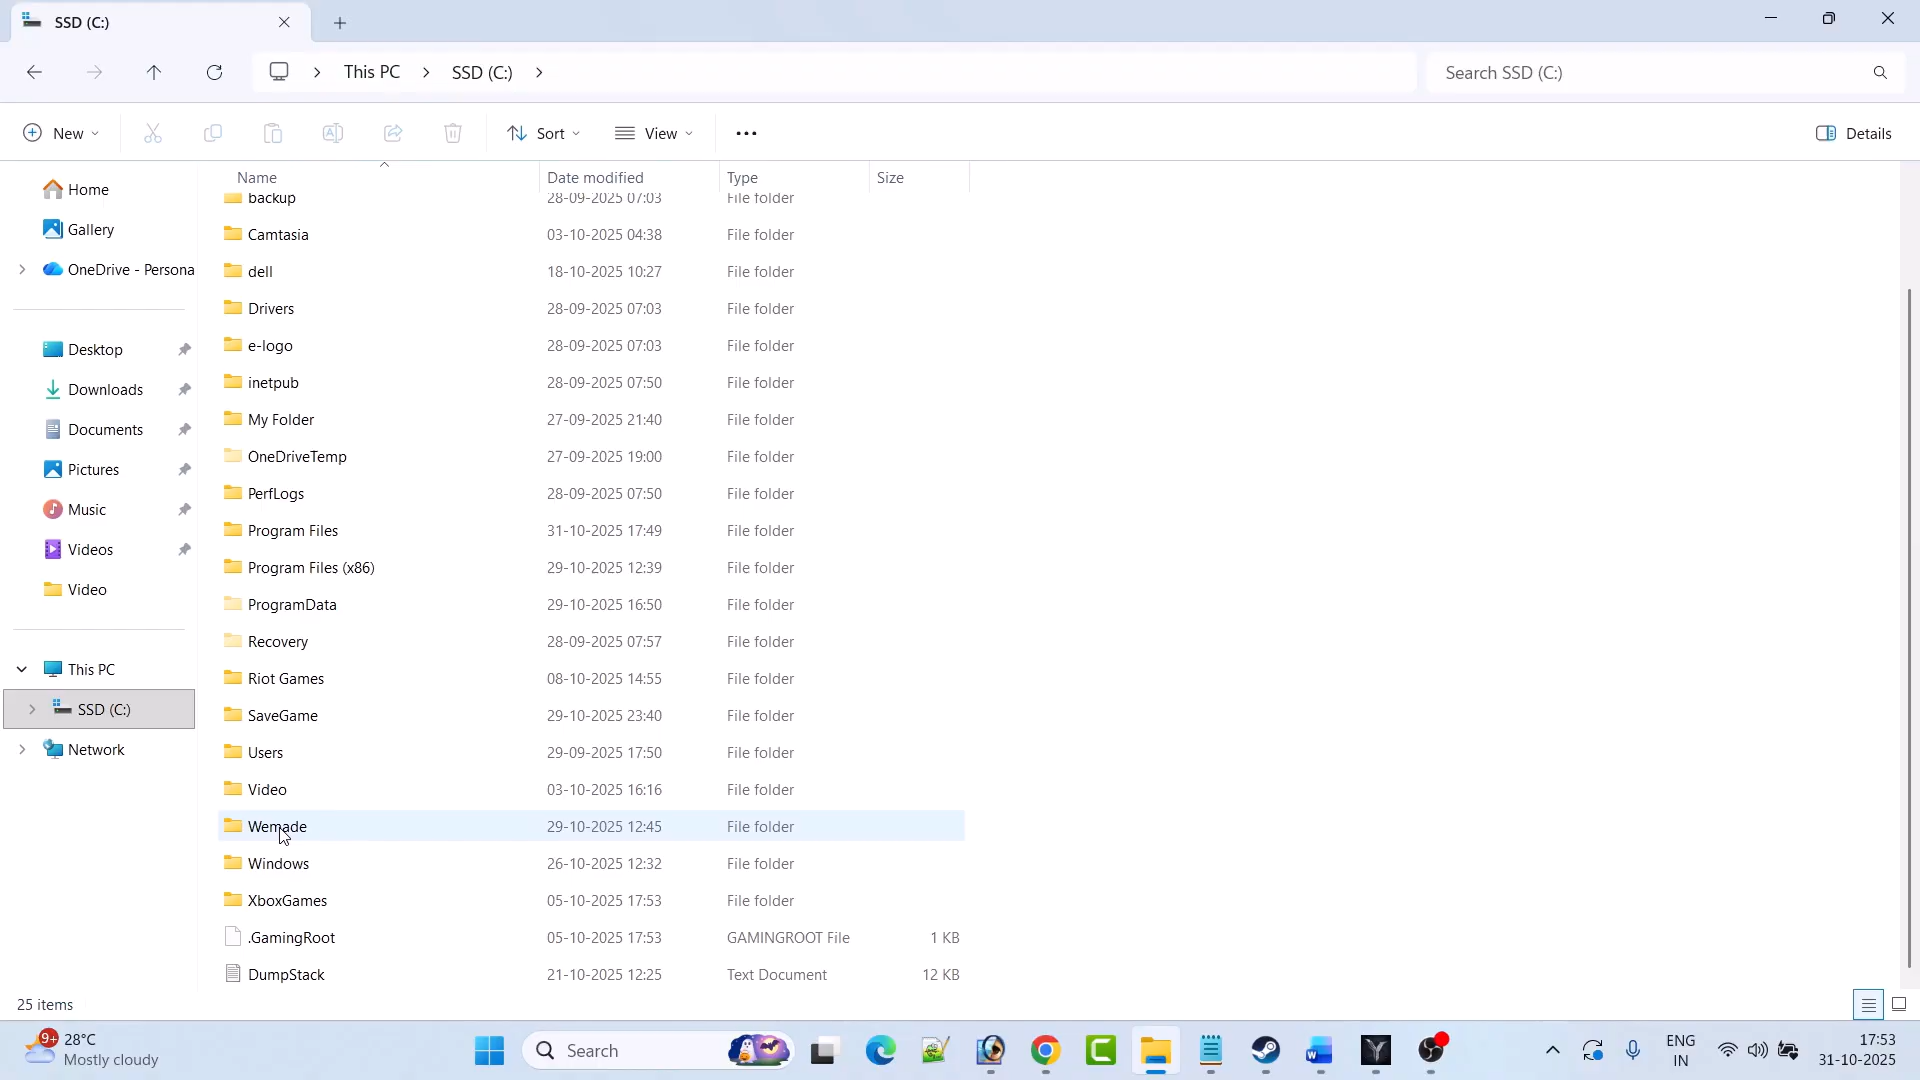 SSD (C:)
This PC
SSD (C:)
Search SSD (C:)
New
Sort
View
Details
Name
Date modified
Type
Size
Home
Gallery
OneDrive - Persona
Desktop
Downloads
Documents
Pictures
Music
Videos
Video
This PC
SSD (C:)
Network
backup 28-09-2025 07:03 File folder
Camtasia 03-10-2025 04:38 File folder
dell 18-10-2025 10:27 File folder
Drivers 28-09-2025 07:03 File folder
e-logo 28-09-2025 07:03 File folder
inetpub 28-09-2025 07:50 File folder
My Folder 27-09-2025 21:40 File folder
OneDriveTemp 27-09-2025 19:00 File folder
PerfLogs 28-09-2025 07:50 File folder
Program Files 31-10-2025 17:49 File folder
Program Files (x86) 29-10-2025 12:39 File folder
ProgramData 29-10-2025 16:50 File folder
Recovery 28-09-2025 07:57 File folder
Riot Games 08-10-2025 14:55 File folder
SaveGame 29-10-2025 23:40 File folder
Users 29-09-2025 17:50 File folder
Video 03-10-2025 16:16 File folder
Wemade 29-10-2025 12:45 File folder
Windows 26-10-2025 12:32 File folder
XboxGames 05-10-2025 17:53 File folder
.GamingRoot 05-10-2025 17:53 GAMINGROOT File 1 KB
DumpStack 21-10-2025 12:25 Text Document 12 KB
25 items
9+
28°C
Mostly cloudy
Search
ENG
IN
17:53
31-10-2025